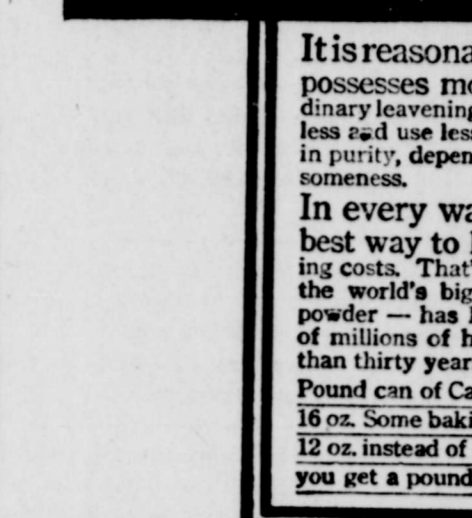 It is reasona
possesses mo
dinary leavening
less and use les
in purity, depen
someness.
In every wa
best way to
ing costs. That'
the world's big
powder — has
of millions of h
than thirty year
Pound can of Ca
16 oz. Some baki
12 oz. instead of
you get a pound